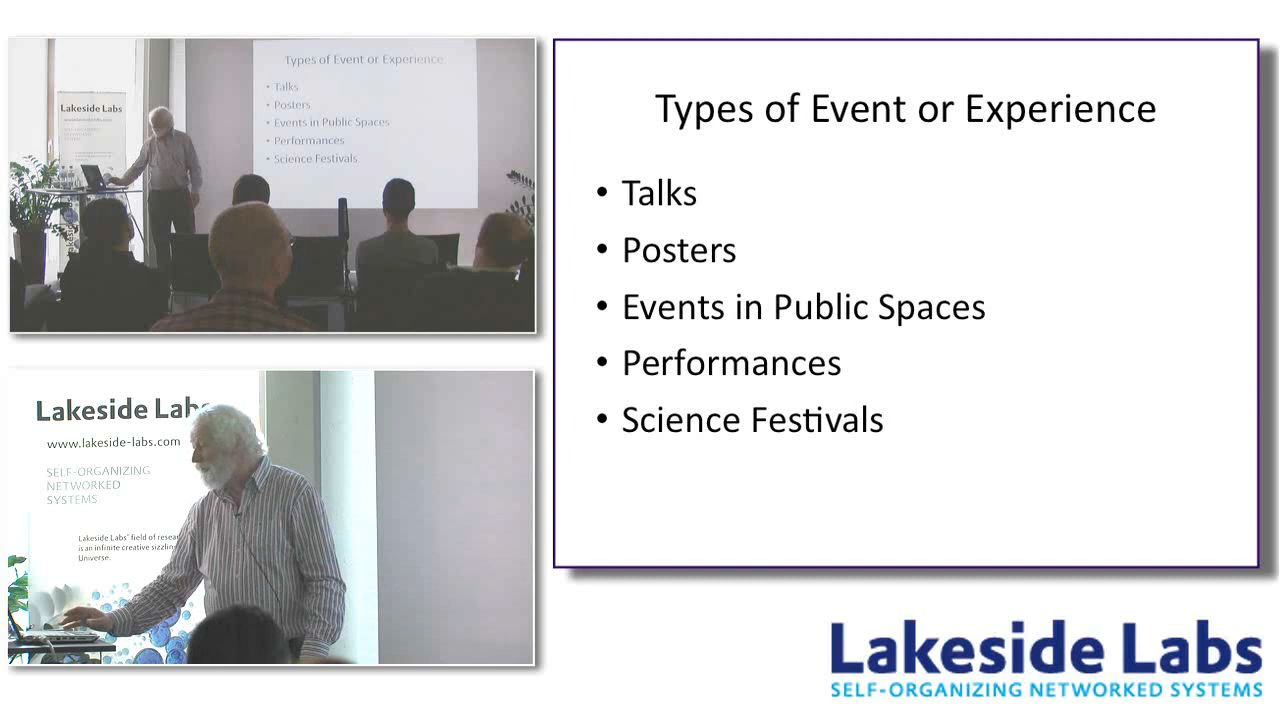 Types of Event or Experience
• Talks
• Posters
• Events in Public Spaces
• Performances
• Science Festivals
Lakeside Labs
Types of Event or Experience
• Talks
• Posters
• Events in Public Spaces
• Performances
• Science Festivals
Lakeside Labs
www.lakeside-labs.com
SELF-ORGANIZING
NETWORKED
SYSTEMS
Lakeside Labs' field of
is an infinite creative
Universe.
Lakeside Labs
SELF-ORGANIZING NETWORKED SYSTEMS